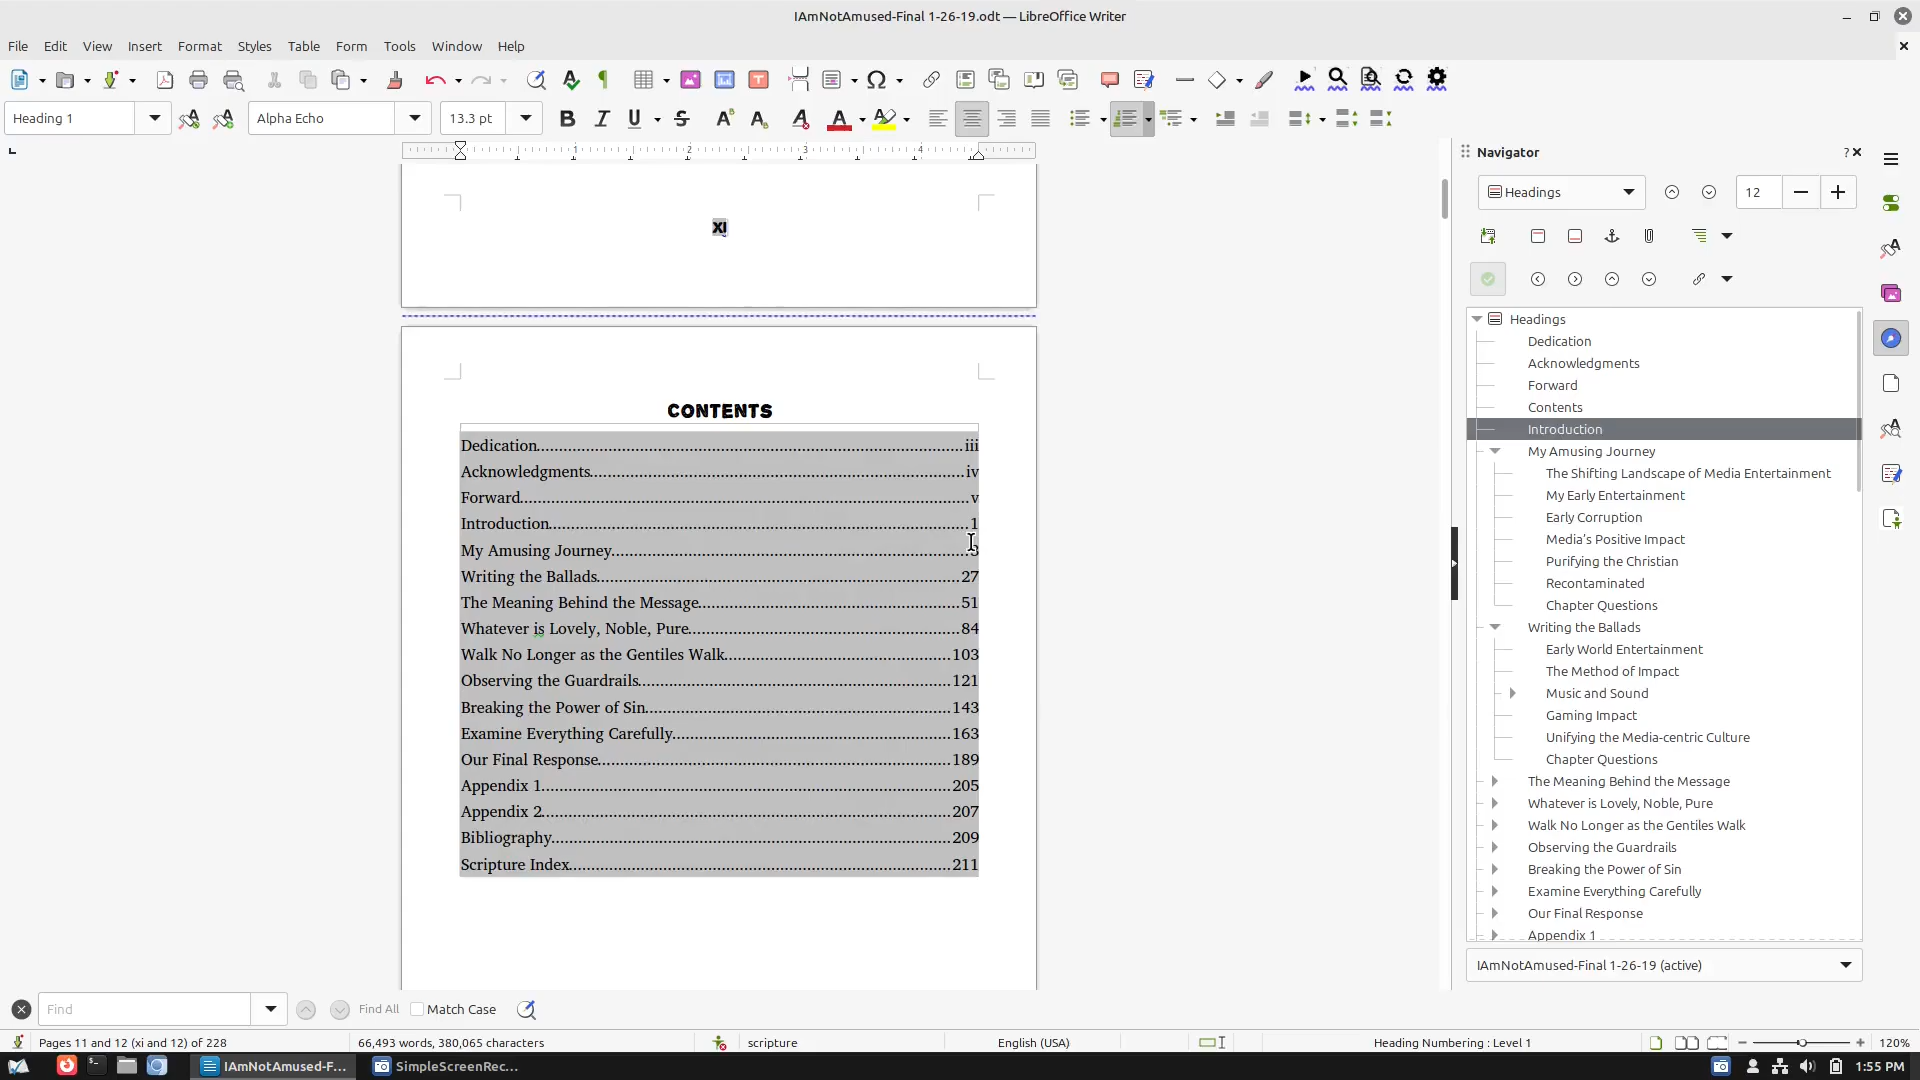 IAmNotAmused-Final 1-26-19.odt — LibreOffice Writer
File Edit View Insert Format Styles Table Form Tools Window Help
Heading 1 Alpha Echo 13.3 pt
1 2 3 4
XI
CONTENTS
Dedication iii
Acknowledgments iv
Forward v
Introduction 1
My Amusing Journey
Writing the Ballads 27
The Meaning Behind the Message 51
Whatever is Lovely, Noble, Pure 84
Walk No Longer as the Gentiles Walk 103
Observing the Guardrails 121
Breaking the Power of Sin 143
Examine Everything Carefully 163
Our Final Response 189
Appendix 1 205
Appendix 2 207
Bibliography 209
Scripture Index 211
Navigator
?
Headings 12
Headings
Dedication
Acknowledgments
Forward
Contents
Introduction
My Amusing Journey
The Shifting Landscape of Media Entertainment
My Early Entertainment
Early Corruption
Media's Positive Impact
Purifying the Christian
Recontaminated
Chapter Questions
Writing the Ballads
Early World Entertainment
The Method of Impact
Music and Sound
Gaming Impact
Unifying the Media-centric Culture
Chapter Questions
The Meaning Behind the Message
Whatever is Lovely, Noble, Pure
Walk No Longer as the Gentiles Walk
Observing the Guardrails
Breaking the Power of Sin
Examine Everything Carefully
Our Final Response
Appendix 1
IAmNotAmused-Final 1-26-19 (active)
Find Find All Match Case
Pages 11 and 12 (xi and 12) of 228 66,493 words, 380,065 characters scripture English (USA) Heading Numbering : Level 1 120%
IAmNotAmused-F... SimpleScreenRec... 1:55 PM